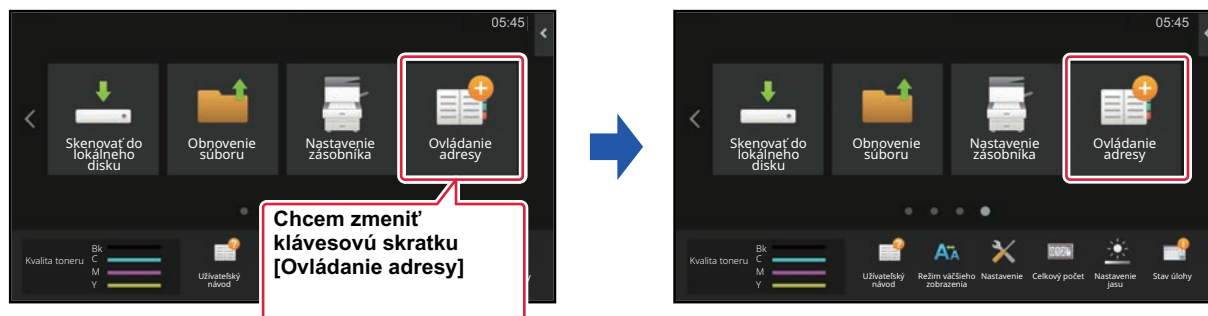 05:45
Skenovať do
lokálneho
disku
Obnovenie
súboru
Nastavenie
zásobníka
Ovládanie
adresy
Chcem zmeniť
klávesovú skratku
[Ovládanie adresy]
Kvalita toneru
Bk
C
M
Y
Užívateľský
návod
05:45
Skenovať do
lokálneho
disku
Obnovenie
súboru
Nastavenie
zásobníka
Ovládanie
adresy
Kvalita toneru
Bk
C
M
Y
Užívateľský
návod
Režim väčšieho
zobrazenia
Nastavenie
Celkový počet
Nastavenie
jasu
Stav úlohy